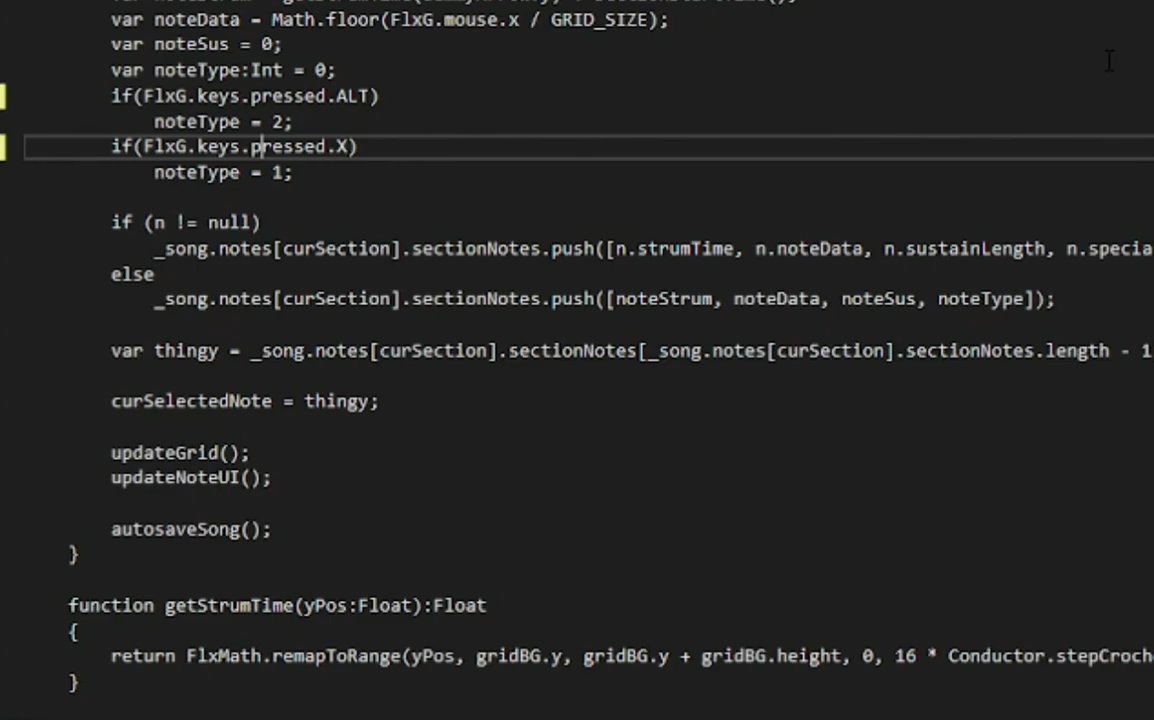 var noteData = Math.floor(FlxG.mouse.x / GRID_SIZE);
var noteSus = 0;
var noteType:Int = 0;
if(FlxG.keys.pressed.ALT)
noteType = 2;
if(FlxG.keys.pressed.X)
noteType = 1;
if (n != null)
_song.notes[curSection].sectionNotes.push([n.strumTime, n.noteData, n.sustainLength, n.specia
else
_song.notes[curSection].sectionNotes.push([noteStrum, noteData, noteSus, noteType]);
var thingy = _song.notes[curSection].sectionNotes[_song.notes[curSection].sectionNotes.length - 1
curSelectedNote = thingy;
updateGrid();
updateNoteUI();
autosaveSong();
}
function getStrumTime(yPos:Float):Float
{
return FlxMath.remapToRange(yPos, gridBG.y, gridBG.y + gridBG.height, 0, 16 * Conductor.stepCroch
}